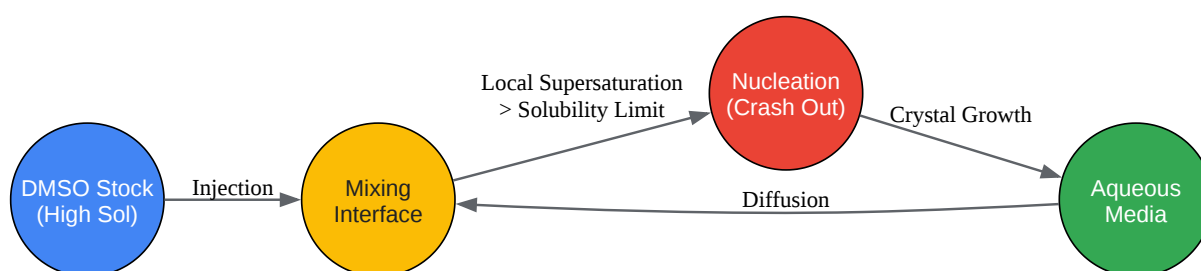 DMSO Stock
(High Sol)
Injection
Mixing
Interface
Local Supersaturation
> Solubility Limit
Nucleation
(Crash Out)
Crystal Growth
Diffusion
Aqueous
Media